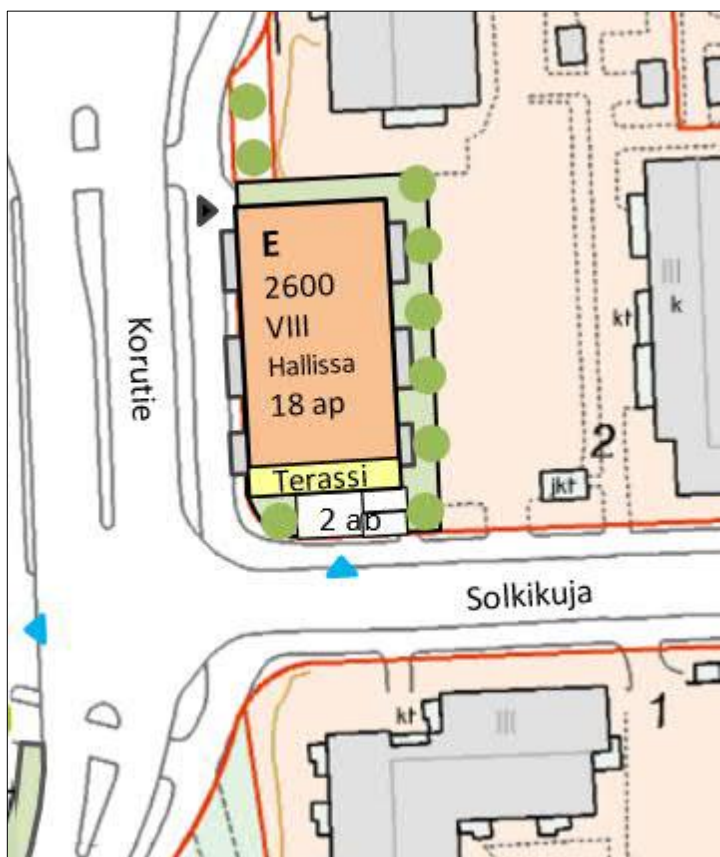 E
2600
VIII
Hallissa
18 ap
Terassi
2 ap
Korutie
Solkikuja
III
k
kt
2
jkt
kt
III
1